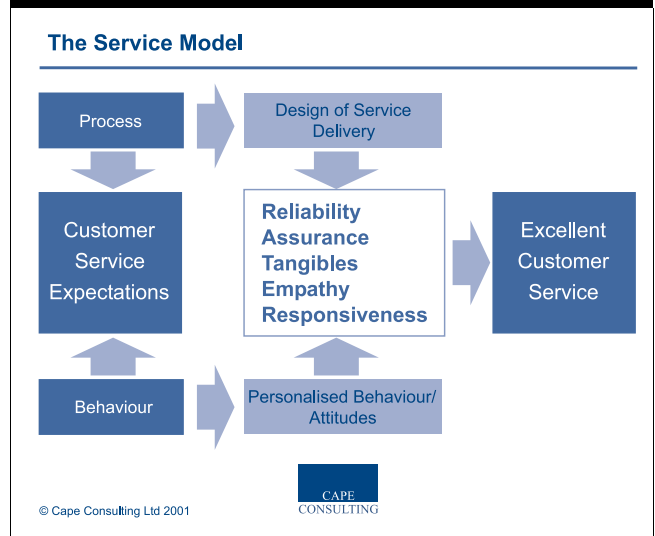 The Service Model
Process
Design of Service
Delivery
Customer
Service
Expectations
Reliability
Assurance
Tangibles
Empathy
Responsiveness
Excellent
Customer
Service
Behaviour
Personalised Behaviour/
Attitudes
CAPE
CONSULTING
© Cape Consulting Ltd 2001